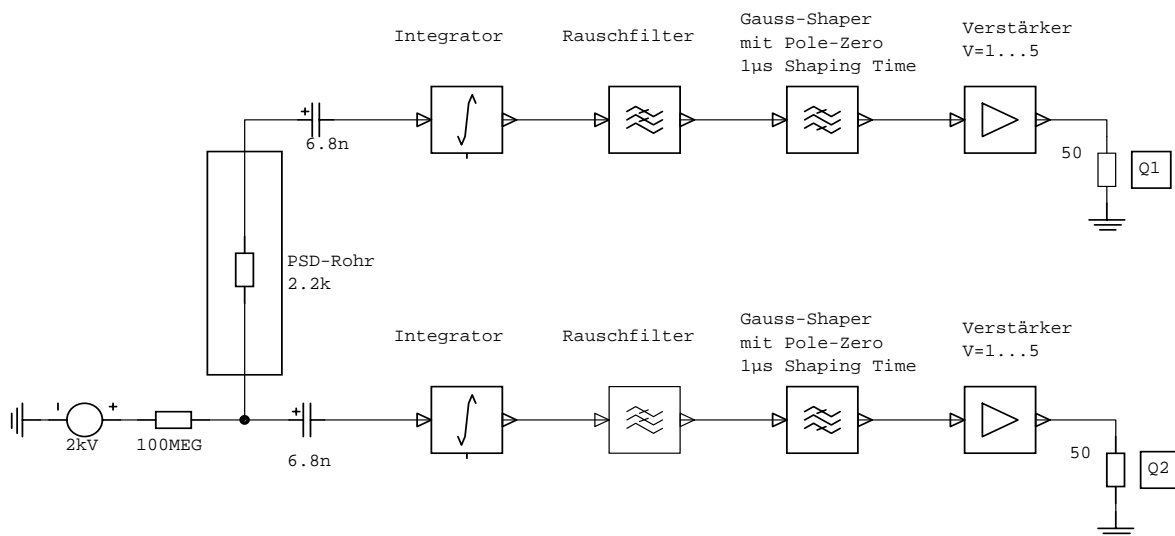 Integrator
Rauschfilter
Gauss-Shaper
mit Pole-Zero
1µs Shaping Time
Verstärker
V=1...5
+
6.8n
50
Q1
PSD-Rohr
2.2k
Integrator
Rauschfilter
Gauss-Shaper
mit Pole-Zero
1µs Shaping Time
Verstärker
V=1...5
- +
2kV
100MEG
+
6.8n
50
Q2